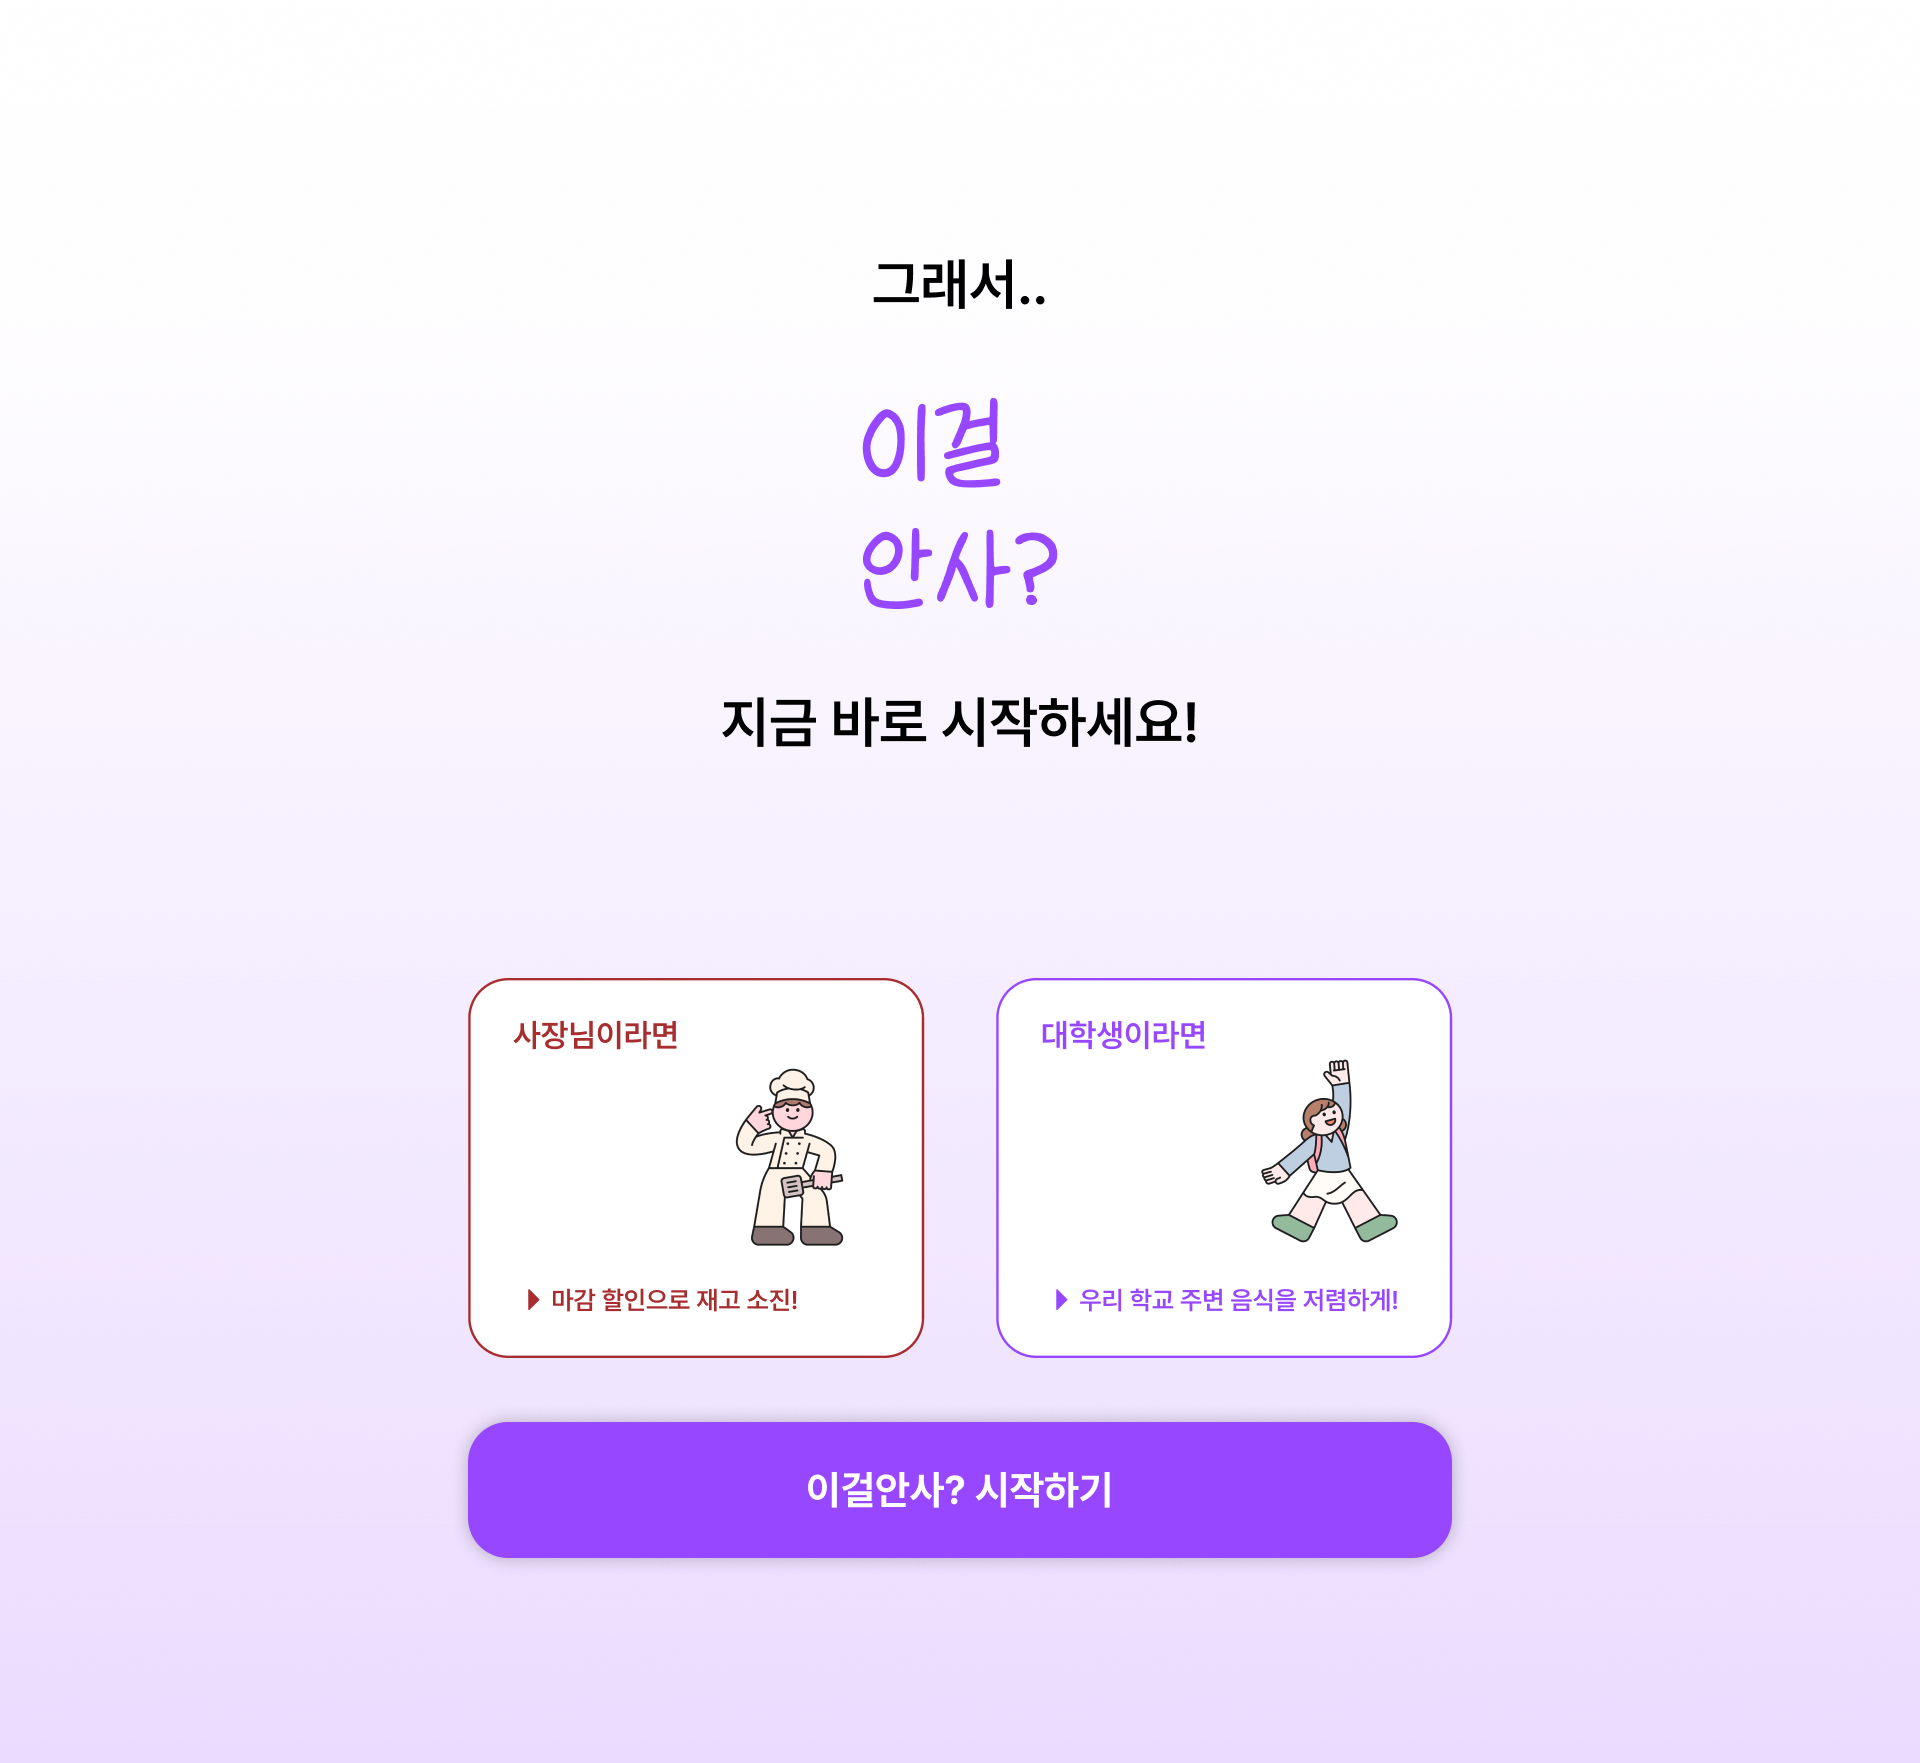 그래서..
이걸
안사?
지금 바로 시작하세요!
사장님이라면
마감 할인으로 재고 소진!
대학생이라면
우리 학교 주변 음식을 저렴하게!
이걸안사? 시작하기